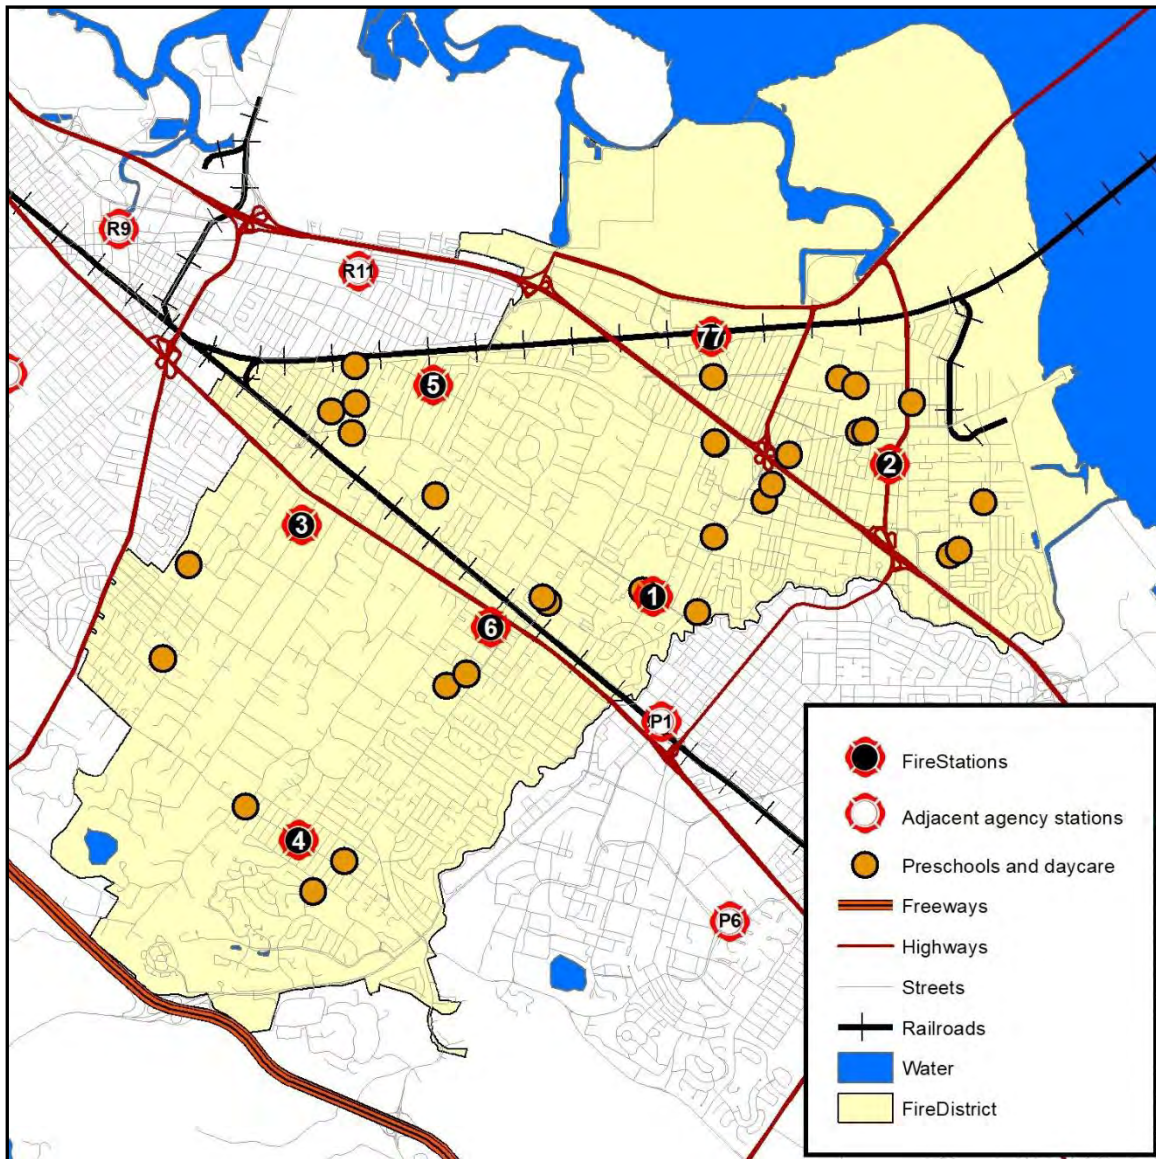 R9
R11
77
5
2
3
1
6
P1
4
P6
FireStations
Adjacent agency stations
Preschools and daycare
Freeways
Highways
Streets
Railroads
Water
FireDistrict